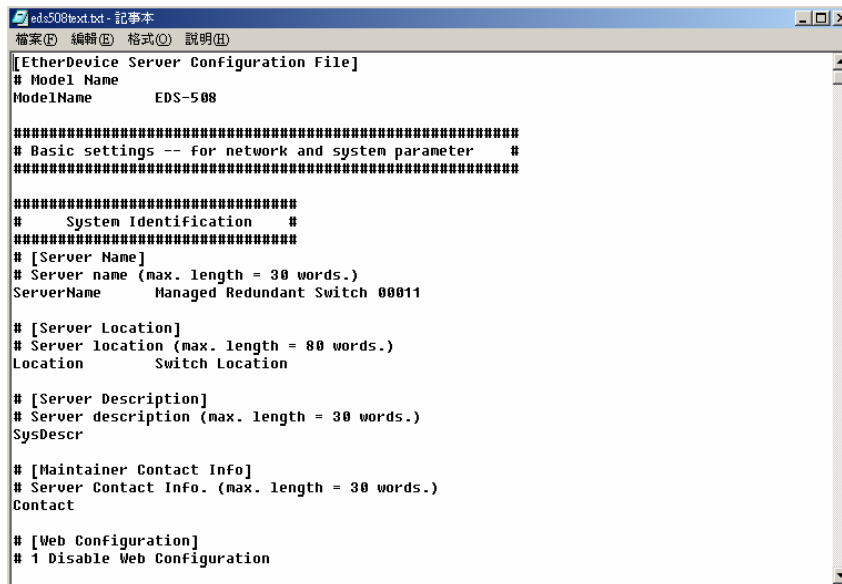 eds508text.txt - 記事本
檔案(F) 編輯(E) 格式(O) 說明(H)
[EtherDevice Server Configuration File]
# Model Name
ModelName EDS-508
#########################################################
# Basic settings -- for network and system parameter #
#########################################################
################################
# System Identification #
################################
# [Server Name]
# Server name (max. length = 30 words.)
ServerName Managed Redundant Switch 00011
# [Server Location]
# Server location (max. length = 80 words.)
Location Switch Location
# [Server Description]
# Server description (max. length = 30 words.)
SysDescr
# [Maintainer Contact Info]
# Server Contact Info. (max. length = 30 words.)
Contact
# [Web Configuration]
# 1 Disable Web Configuration